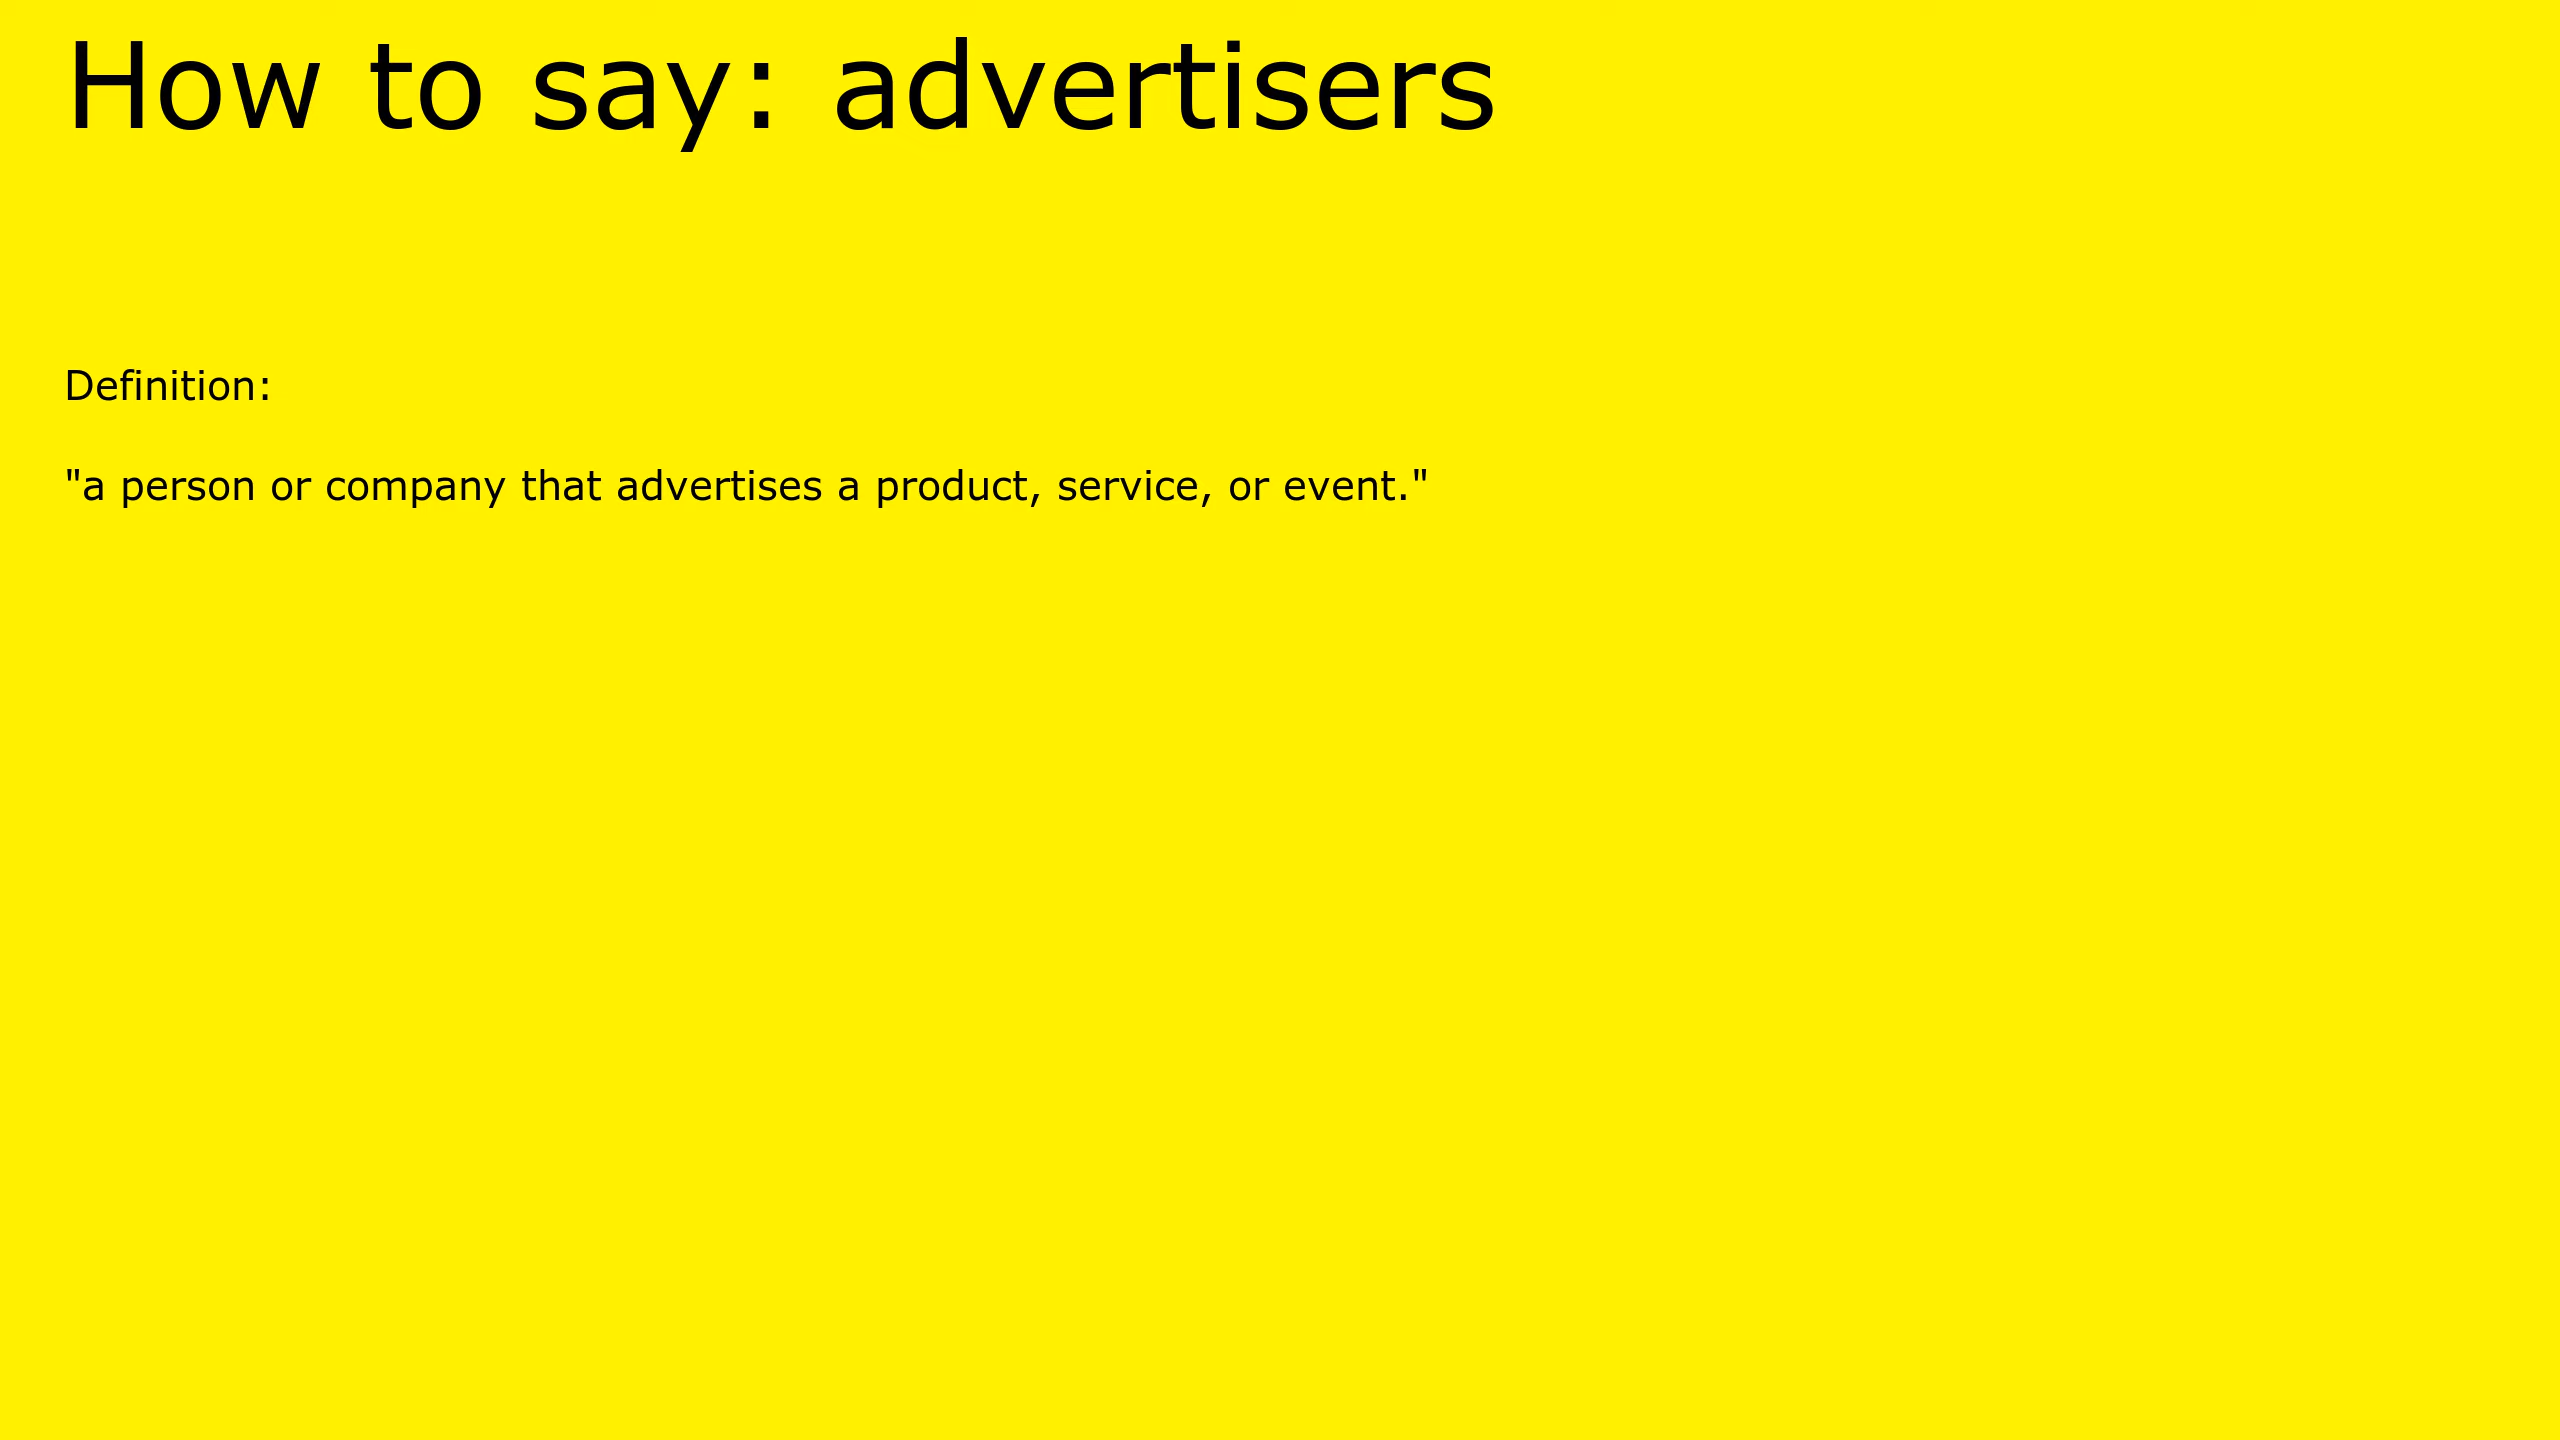 How to say: advertisers
Definition:
"a person or company that advertises a product, service, or event."